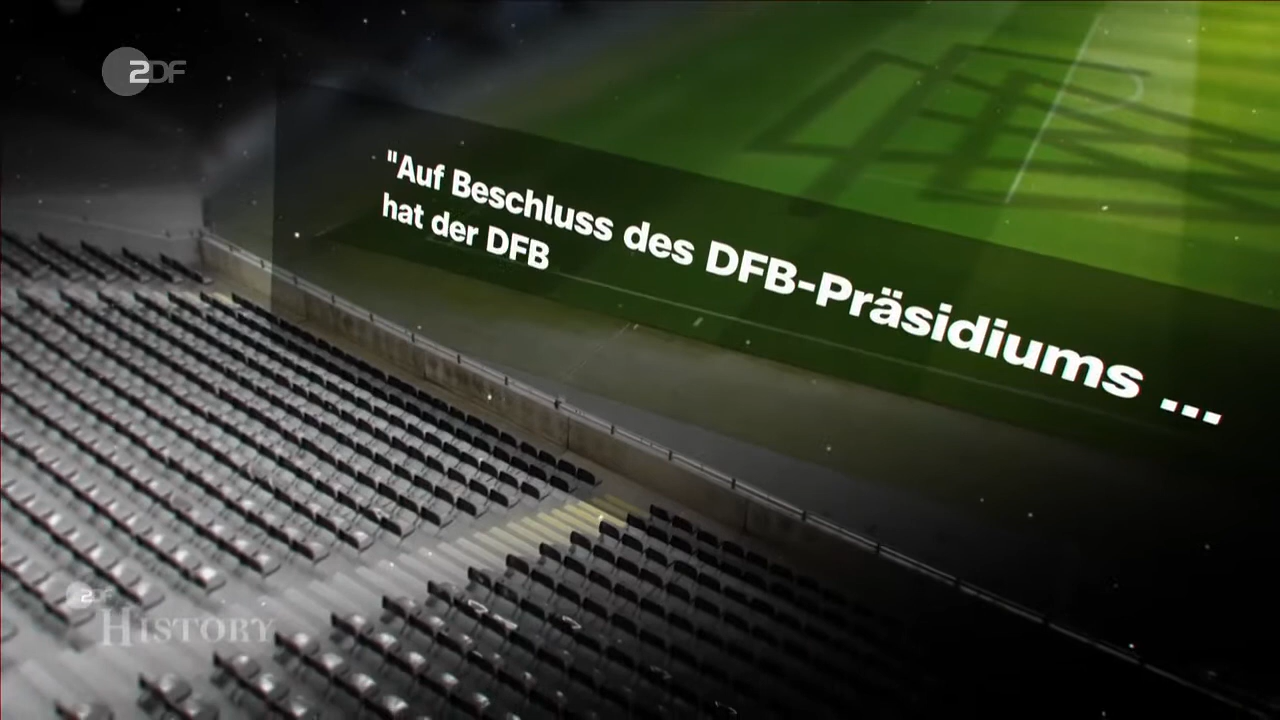 ZDF
"Auf Beschluss des DFB-Präsidiums ...
hat der DFB
ZDF
HISTORY